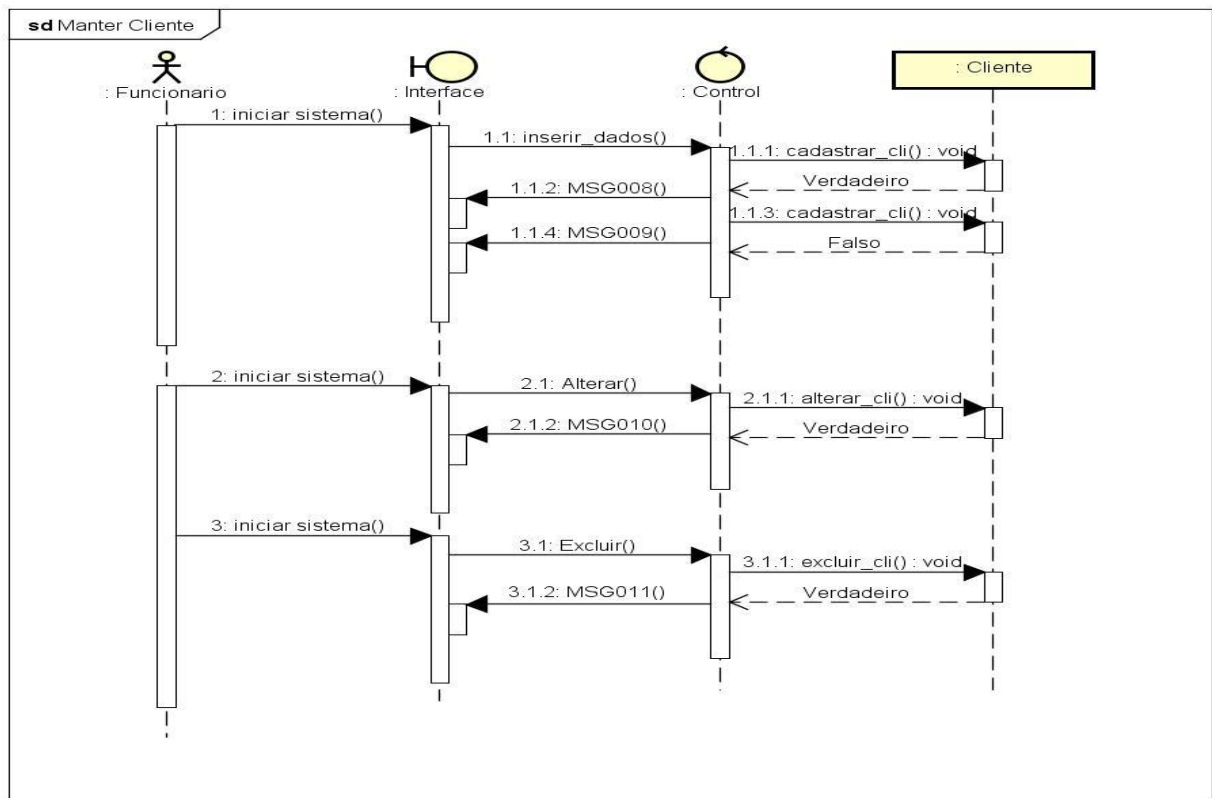 sd Manter Cliente
: Funcionario
: Interface
: Control
: Cliente
1: iniciar sistema()
1.1: inserir_dados()
1.1.1: cadastrar_cli() : void
Verdadeiro
1.1.2: MSG008()
1.1.3: cadastrar_cli() : void
1.1.4: MSG009()
Falso
2: iniciar sistema()
2.1: Alterar()
2.1.1: alterar_cli() : void
2.1.2: MSG010()
Verdadeiro
3: iniciar sistema()
3.1: Excluir()
3.1.1: excluir_cli() : void
3.1.2: MSG011()
Verdadeiro